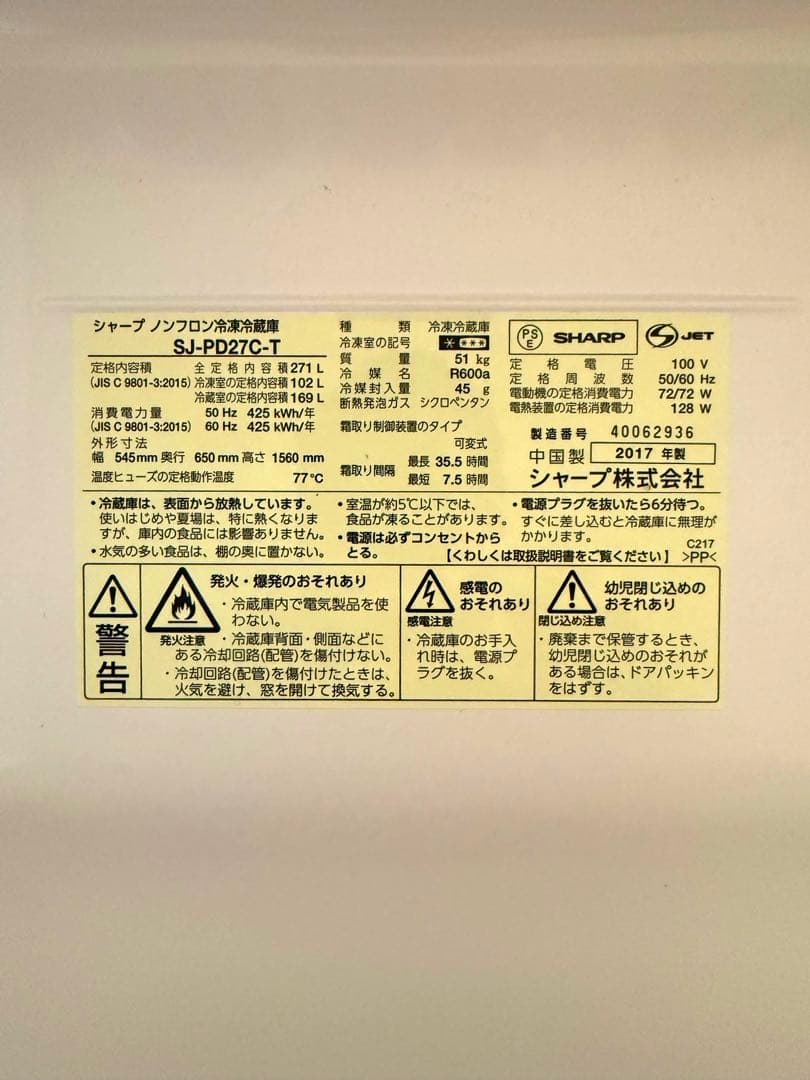 シャープ ノンフロン冷凍冷蔵庫
SJ-PD27C-T
定格内容積 全定格内容積 271 L
(JIS C 9801-3:2015) 冷凍室の定格内容積 102 L
冷蔵室の定格内容積 169 L
消費電力量 50 Hz 425 kWh/年
(JIS C 9801-3:2015) 60 Hz 425 kWh/年
外形寸法
幅 545mm 奥行 650 mm 高さ 1560 mm
温度ヒューズの定格動作温度 77℃
種類 冷凍冷蔵庫
冷凍室の記号 ****
質量 51 kg
冷媒名 R600a
冷媒封入量 45 g
断熱発泡ガス シクロペンタン
霜取り制御装置のタイプ
可変式
霜取り間隔 最長 35.5 時間
最短 7.5 時間
PS E SHARP JET
定格電圧 100 V
定格周波数 50/60 Hz
電動機の定格消費電力 72/72 W
電熱装置の定格消費電力 128 W
製造番号 40062936
中国製 2017 年製
シャープ株式会社
・冷蔵庫は、表面から放熱しています。
使いはじめや夏場は、特に熱くなりま
すが、庫内の食品には影響ありません。
・水気の多い食品は、棚の奥に置かない。
・室温が約5℃以下では、
食品が凍ることがあります。
・電源は必ずコンセントから
とる。
・電源プラグを抜いたら6分待つ。
すぐに差し込むと冷蔵庫に無理が
かかります。
C217
【くわしくは取扱説明書をご覧ください】 >PP<
警告
発火・爆発のおそれあり
発火注意
・冷蔵庫内で電気製品を使
わない。
・冷蔵庫背面・側面などに
ある冷却回路(配管)を傷付けない。
・冷却回路(配管)を傷付けたときは、
火気を避け、窓を開けて換気する。
感電の
おそれあり
感電注意
・冷蔵庫のお手入
れ時は、電源プ
ラグを抜く。
幼児閉じ込めの
おそれあり
閉じ込め注意
・廃棄まで保管するとき、
幼児閉じ込めのおそれが
ある場合は、ドアパッキン
をはずす。